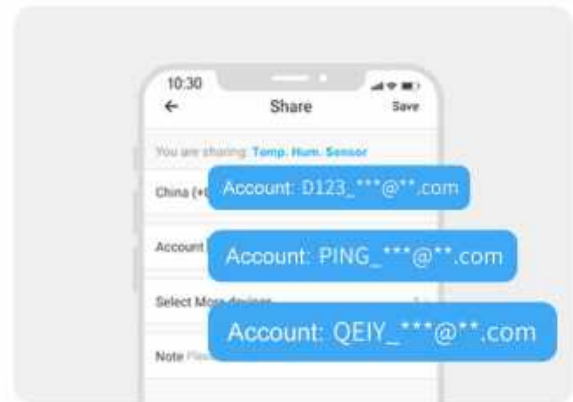 10:30
← Share Save
You are sharing: Temp. Hum. Sensor
China (+
Account: D123_***@**.com
Account
Account: PING_***@**.com
Select More devices
Account: QEIY_***@**.com
Note